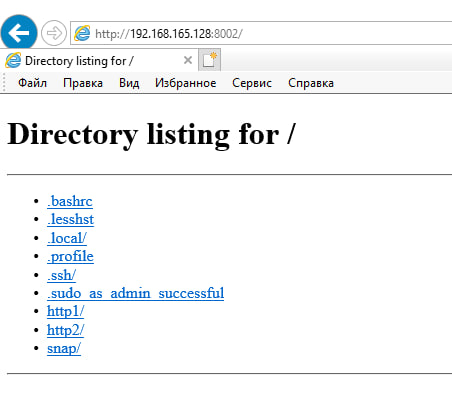 http://192.168.165.128:8002/
Directory listing for /
Файл Правка Вид Избранное Сервис Справка
Directory listing for /
.bashrc
.lesshst
.local/
.profile
.ssh/
.sudo_as_admin_successful
http1/
http2/
snap/